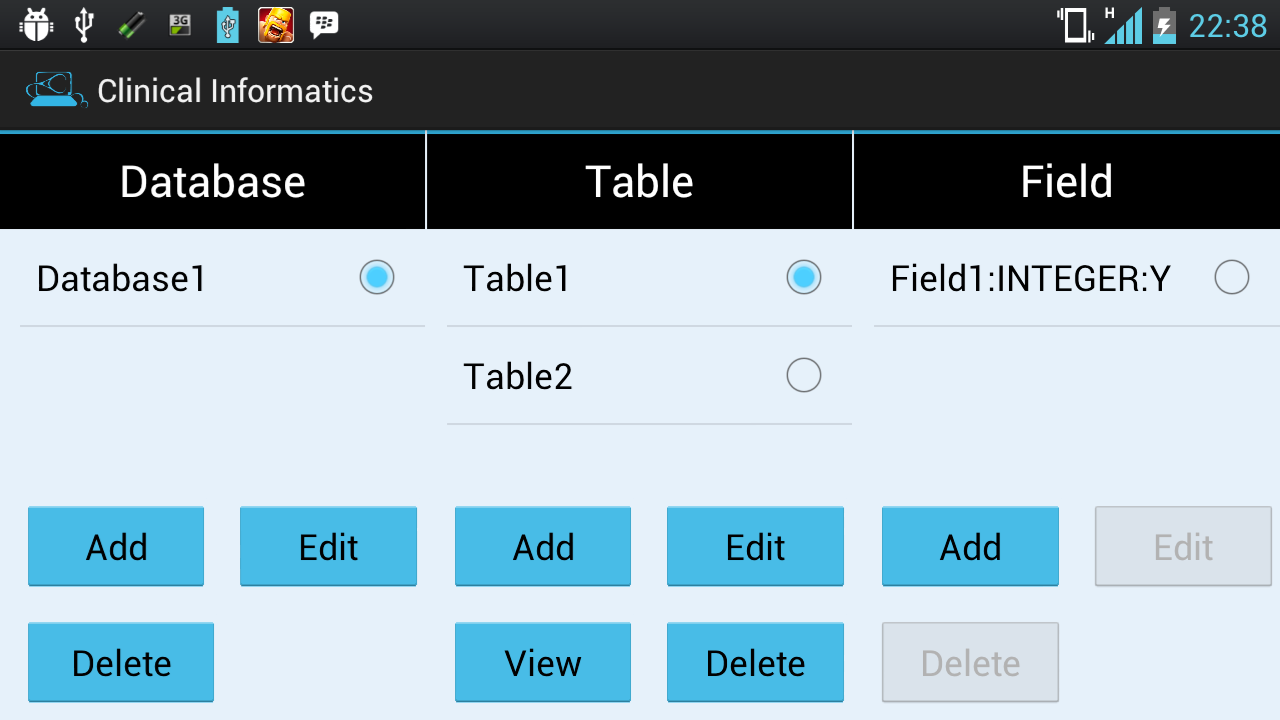 3G
H
22:38
Clinical Informatics
Database Table Field
Database1 Table1 Field1:INTEGER:Y
Table2
Add Edit Add Edit Add Edit
Delete View Delete Delete